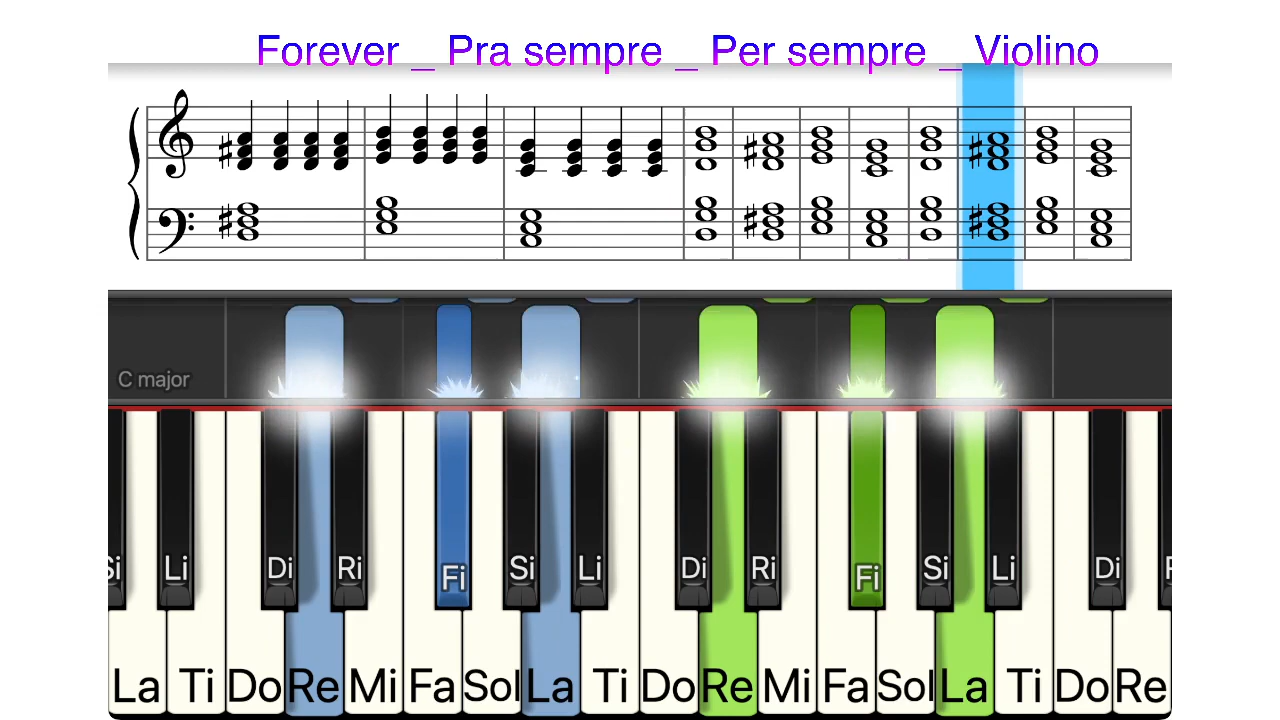 Forever _ Pra sempre _ Per sempre _ Violino
C major
Si Li Di Ri Fi Si Li Di Ri Fi Si Li Di
La Ti Do Re Mi Fa Sol La Ti Do Re Mi Fa Sol La Ti Do Re